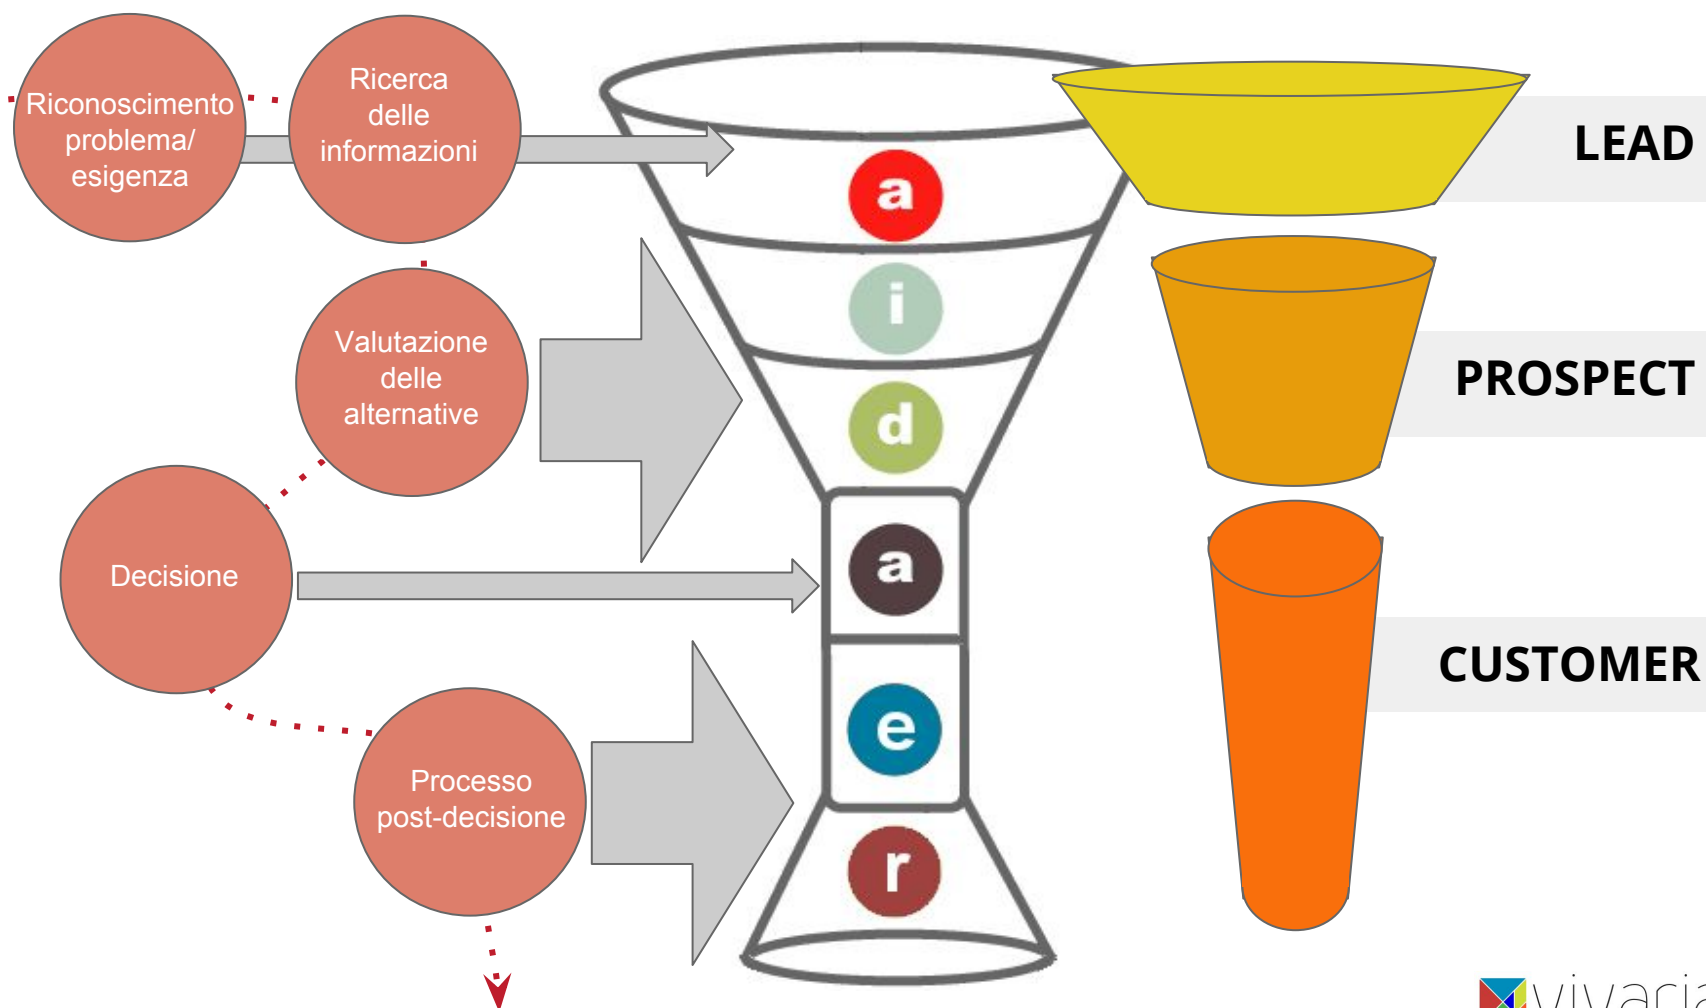 Riconoscimento
problema/
esigenza
Ricerca
delle
informazioni
Valutazione
delle
alternative
Decisione
Processo
post-decisione
a
i
d
a
e
r
LEAD
PROSPECT
CUSTOMER